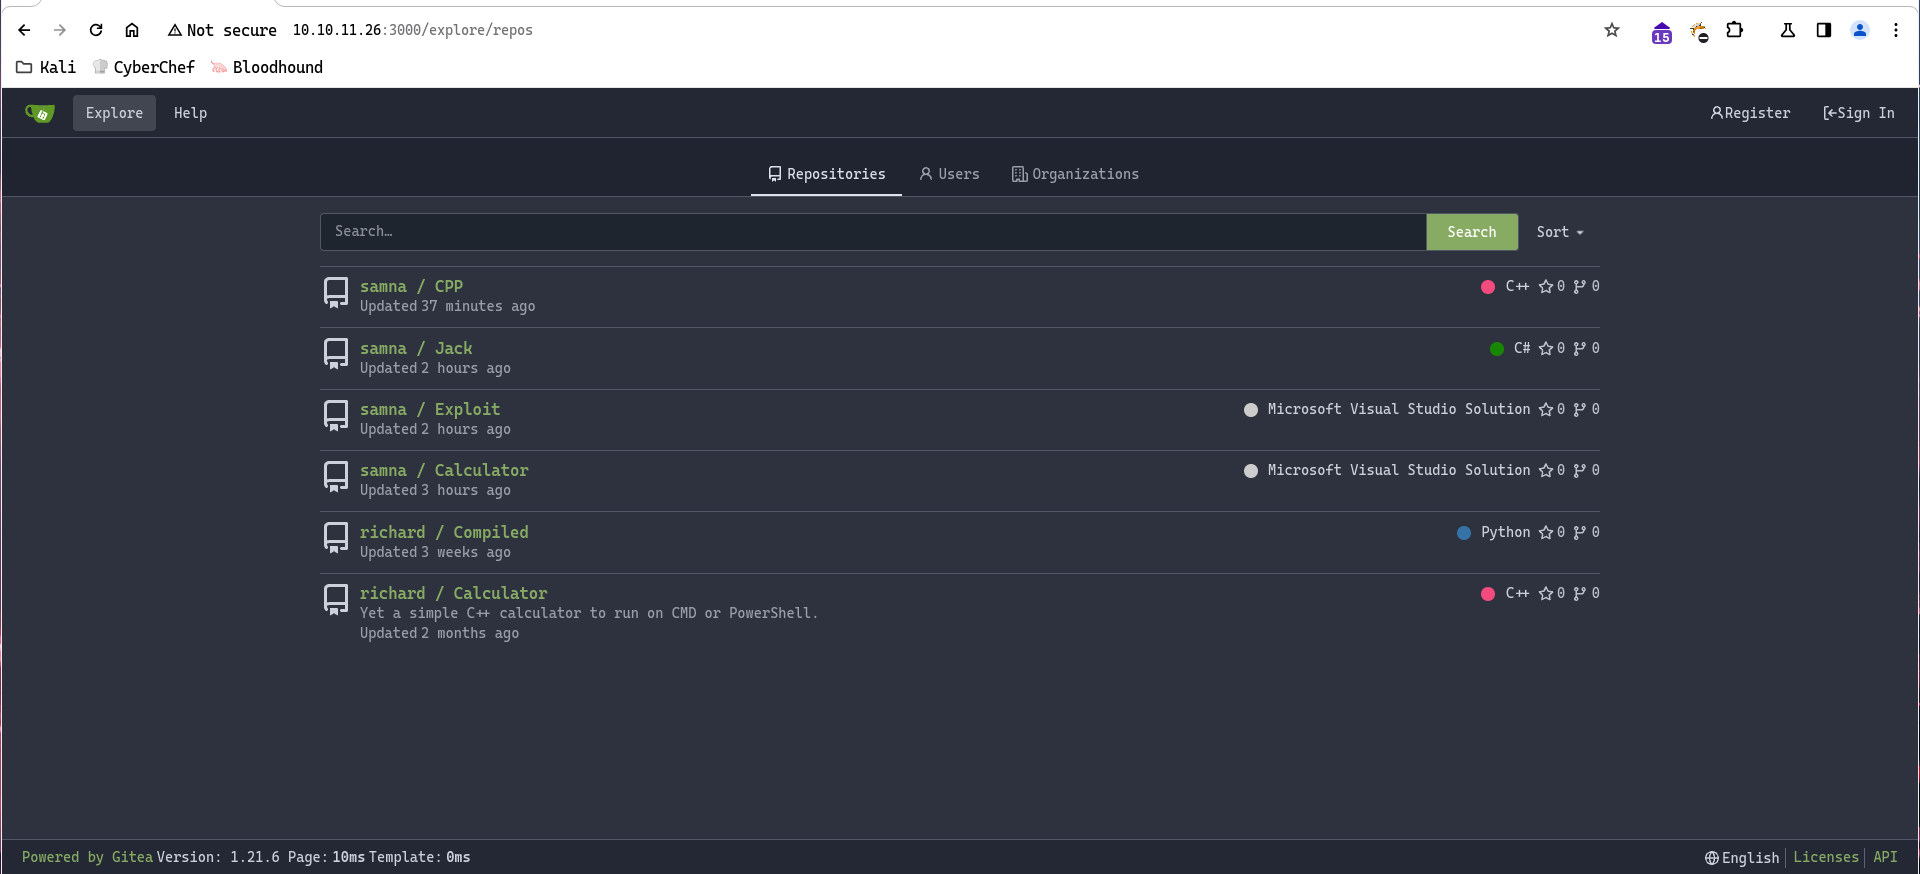 Not secure 10.10.11.26:3000/explore/repos 15
Kali CyberChef Bloodhound
Explore Help Register Sign In
Repositories Users Organizations
Search… Search Sort
samna / CPP C++ 0 0
Updated 37 minutes ago
samna / Jack C# 0 0
Updated 2 hours ago
samna / Exploit Microsoft Visual Studio Solution 0 0
Updated 2 hours ago
samna / Calculator Microsoft Visual Studio Solution 0 0
Updated 3 hours ago
richard / Compiled Python 0 0
Updated 3 weeks ago
richard / Calculator C++ 0 0
Yet a simple C++ calculator to run on CMD or PowerShell.
Updated 2 months ago
Powered by Gitea Version: 1.21.6 Page: 10ms Template: 0ms English Licenses API